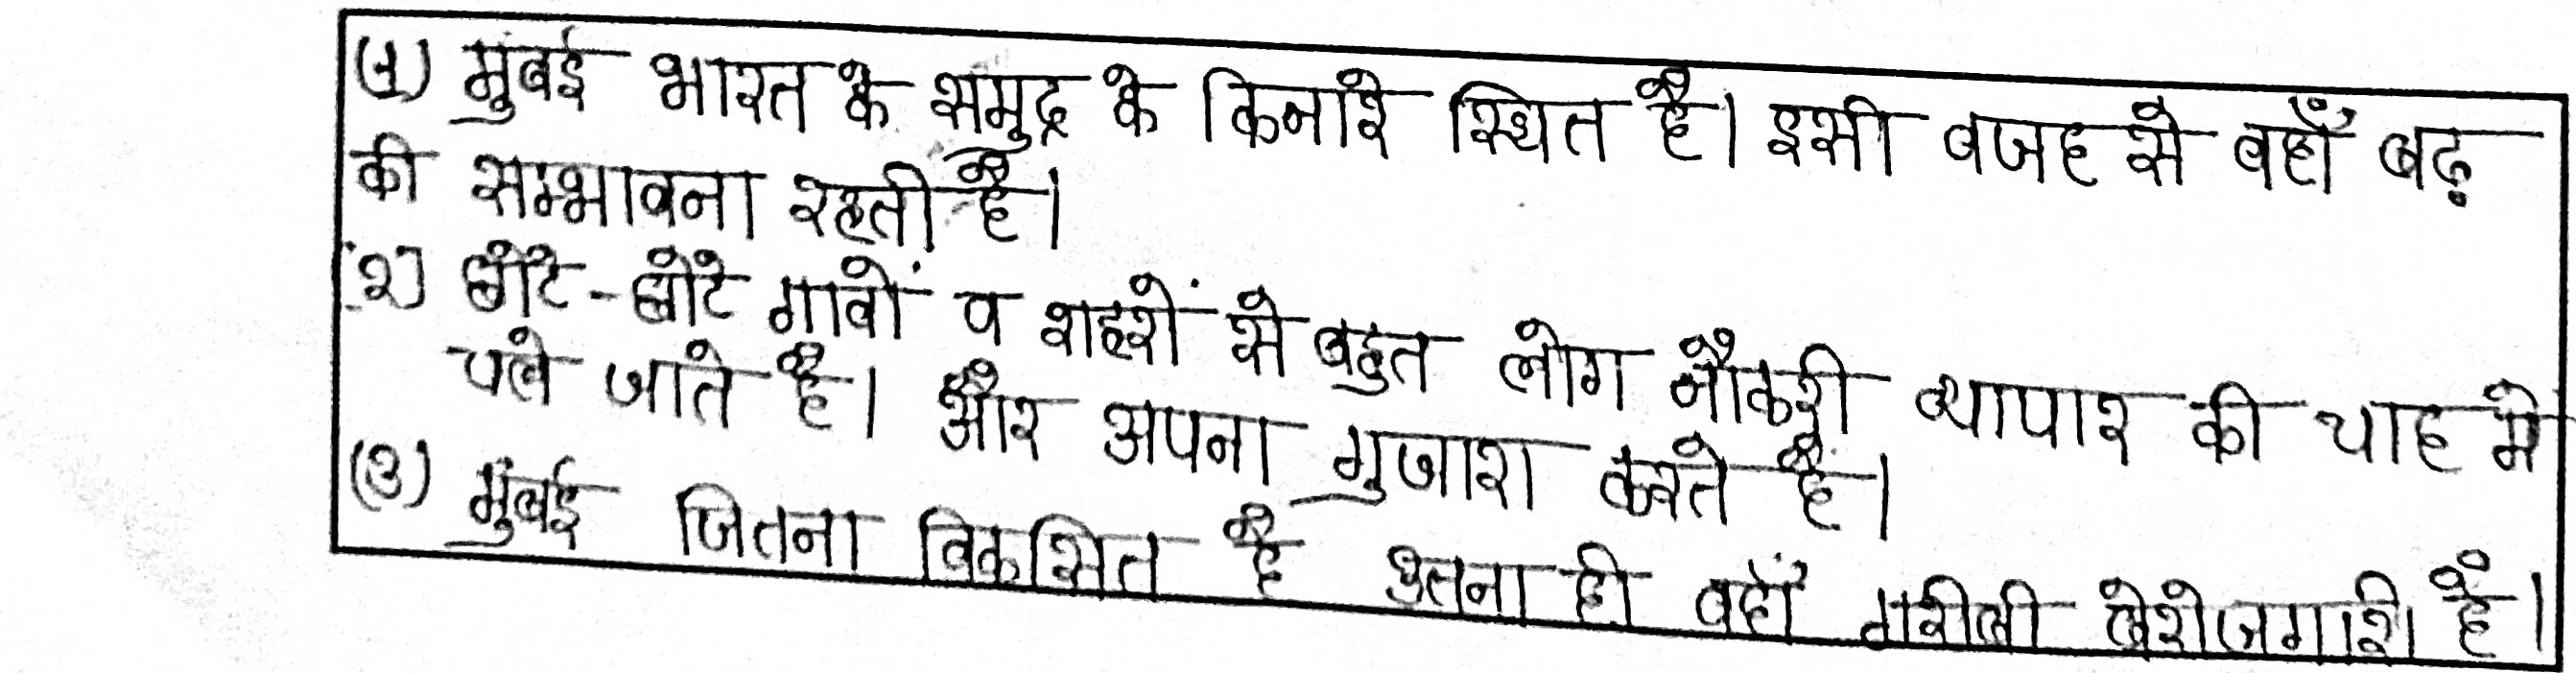 (1) मुंबई भारत के समुद्र के किनारे स्थित है। इसी वजह से वहाँ बढ़
की सम्भावना रहती है।
(2) छोटे-छोटे गावों व शहरों से बहुत लोग नौकरी व्यापार की चाह मे
चले जाते है। और अपना गुजारा करते है।
(3) मुंबई जितना विकसित है उतना ही वहाँ गरीबी बेरोजगारी है।